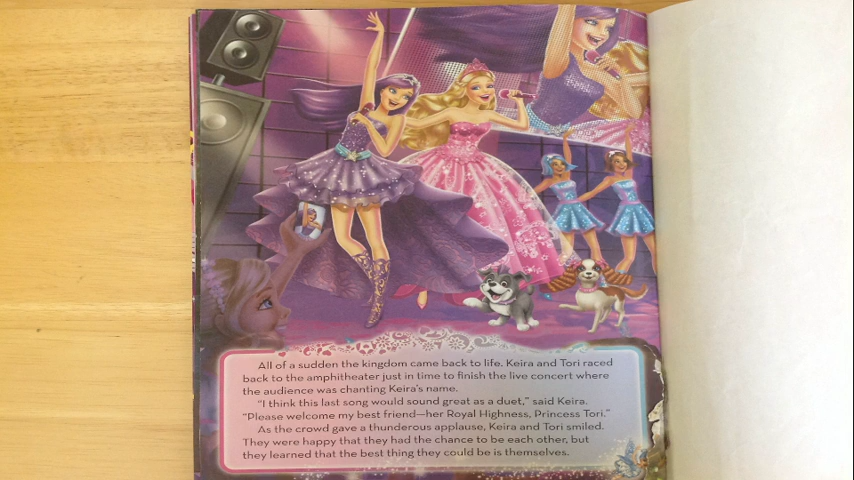 All of a sudden the kingdom came back to life. Keira and Tori raced
back to the amphitheater just in time to finish the live concert where
the audience was chanting Keira's name.
"I think this last song would sound great as a duet," said Keira.
"Please welcome my best friend—her Royal Highness, Princess Tori."
As the crowd gave a thunderous applause, Keira and Tori smiled.
They were happy that they had the chance to be each other, but
they learned that the best thing they could be is themselves.